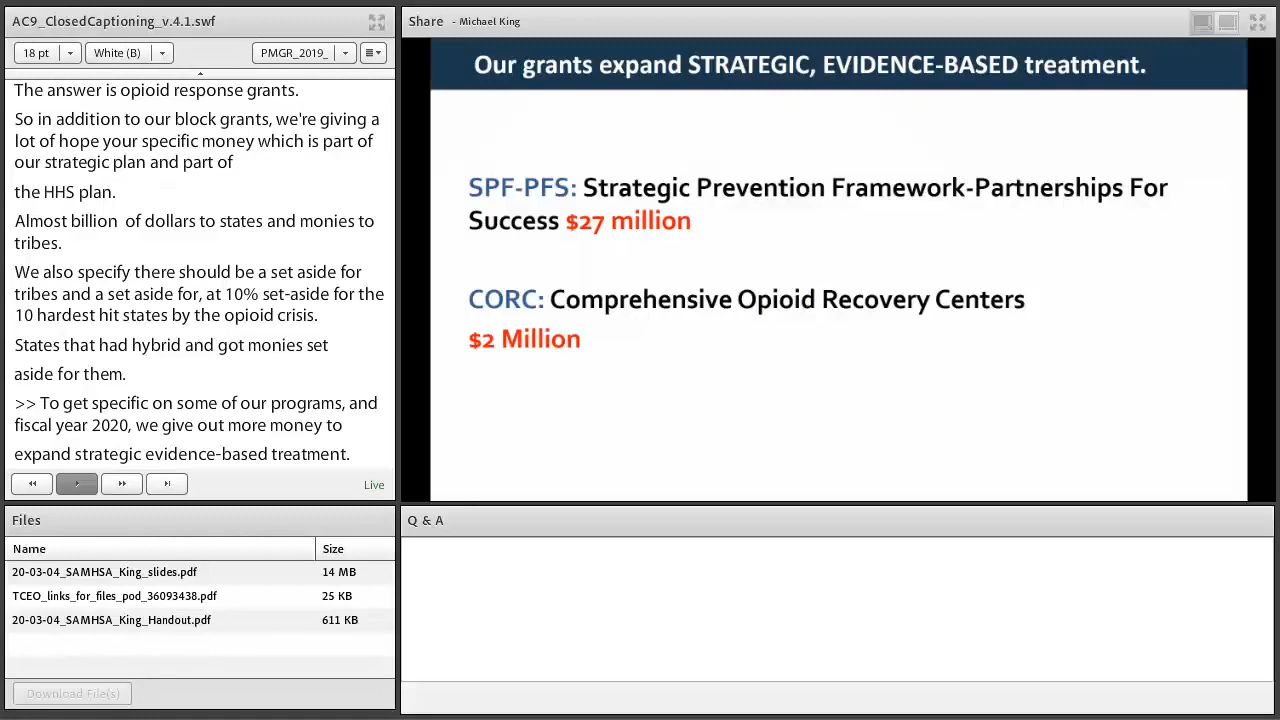 AC9_ClosedCaptioning_v.4.1.swf
18 pt
White (B)
PMGR_2019_
The answer is opioid response grants.
So in addition to our block grants, we're giving a
lot of hope your specific money which is part of
our strategic plan and part of
the HHS plan.
Almost billion  of dollars to states and monies to
tribes.
We also specify there should be a set aside for
tribes and a set aside for, at 10% set-aside for the
10 hardest hit states by the opioid crisis.
States that had hybrid and got monies set
aside for them.
>> To get specific on some of our programs, and
fiscal year 2020, we give out more money to
expand strategic evidence-based treatment.
Live
Share - Michael King
Our grants expand STRATEGIC, EVIDENCE-BASED treatment.
SPF-PFS: Strategic Prevention Framework-Partnerships For
Success $27 million
CORC: Comprehensive Opioid Recovery Centers
$2 Million
Files
Name Size
20-03-04_SAMHSA_King_slides.pdf 14 MB
TCEO_links_for_files_pod_36093438.pdf 25 KB
20-03-04_SAMHSA_King_Handout.pdf 611 KB
Download File(s)
Q & A